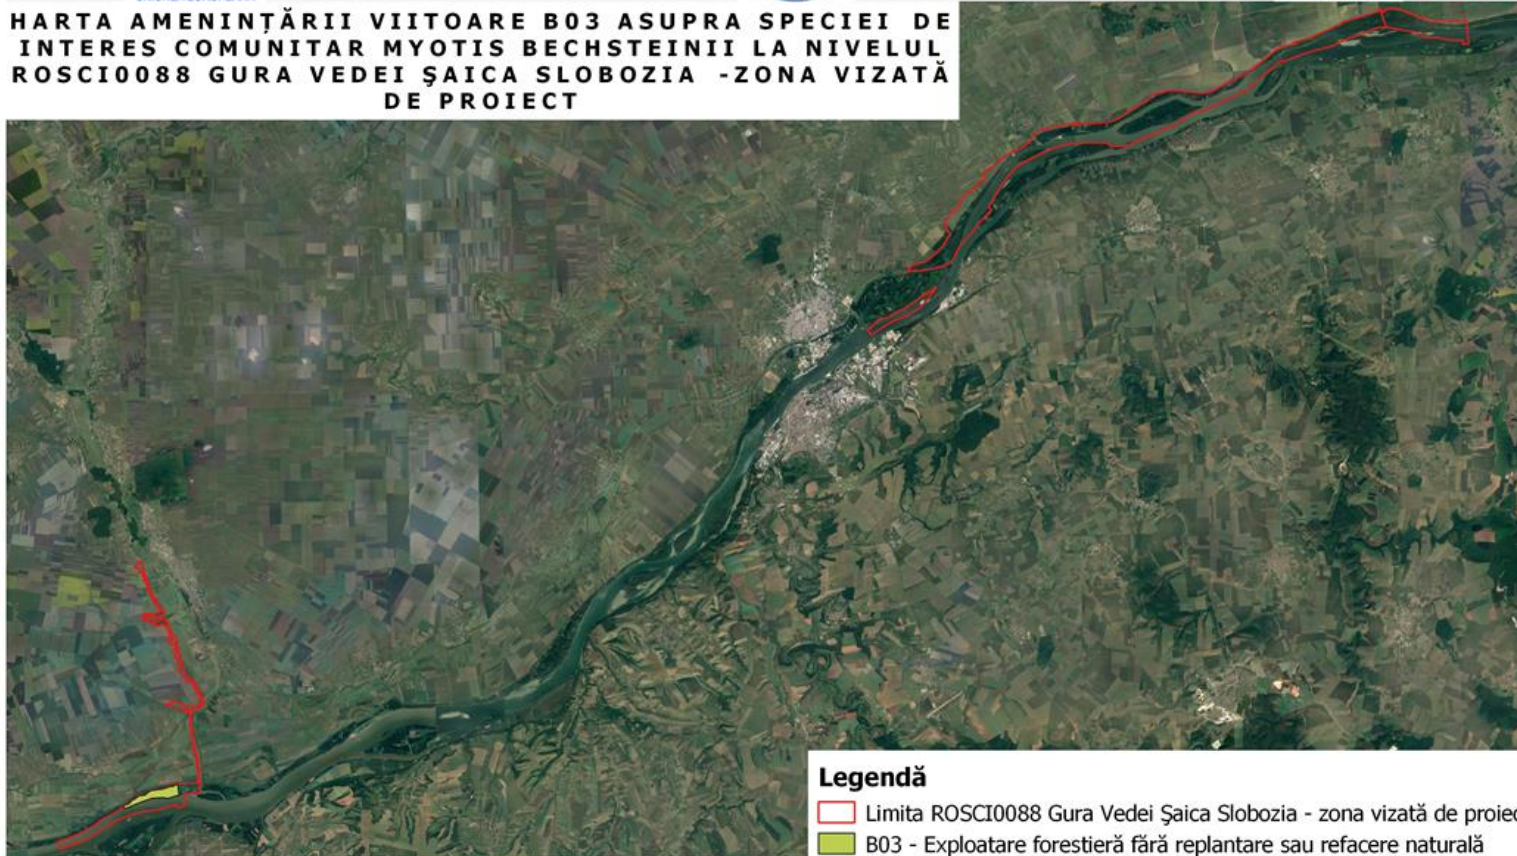 HARTA AMENINȚĂRII VIITOARE B03 ASUPRA SPECIEI DE
INTERES COMUNITAR MYOTIS BECHSTEINII LA NIVELUL
ROSCI0088 GURA VEDEI ŞAICA SLOBOZIA -ZONA VIZATĂ
DE PROIECT
Legendă
Limita ROSCI0088 Gura Vedei Şaica Slobozia - zona vizată de proiec
B03 - Exploatare forestieră fără replantare sau refacere naturală